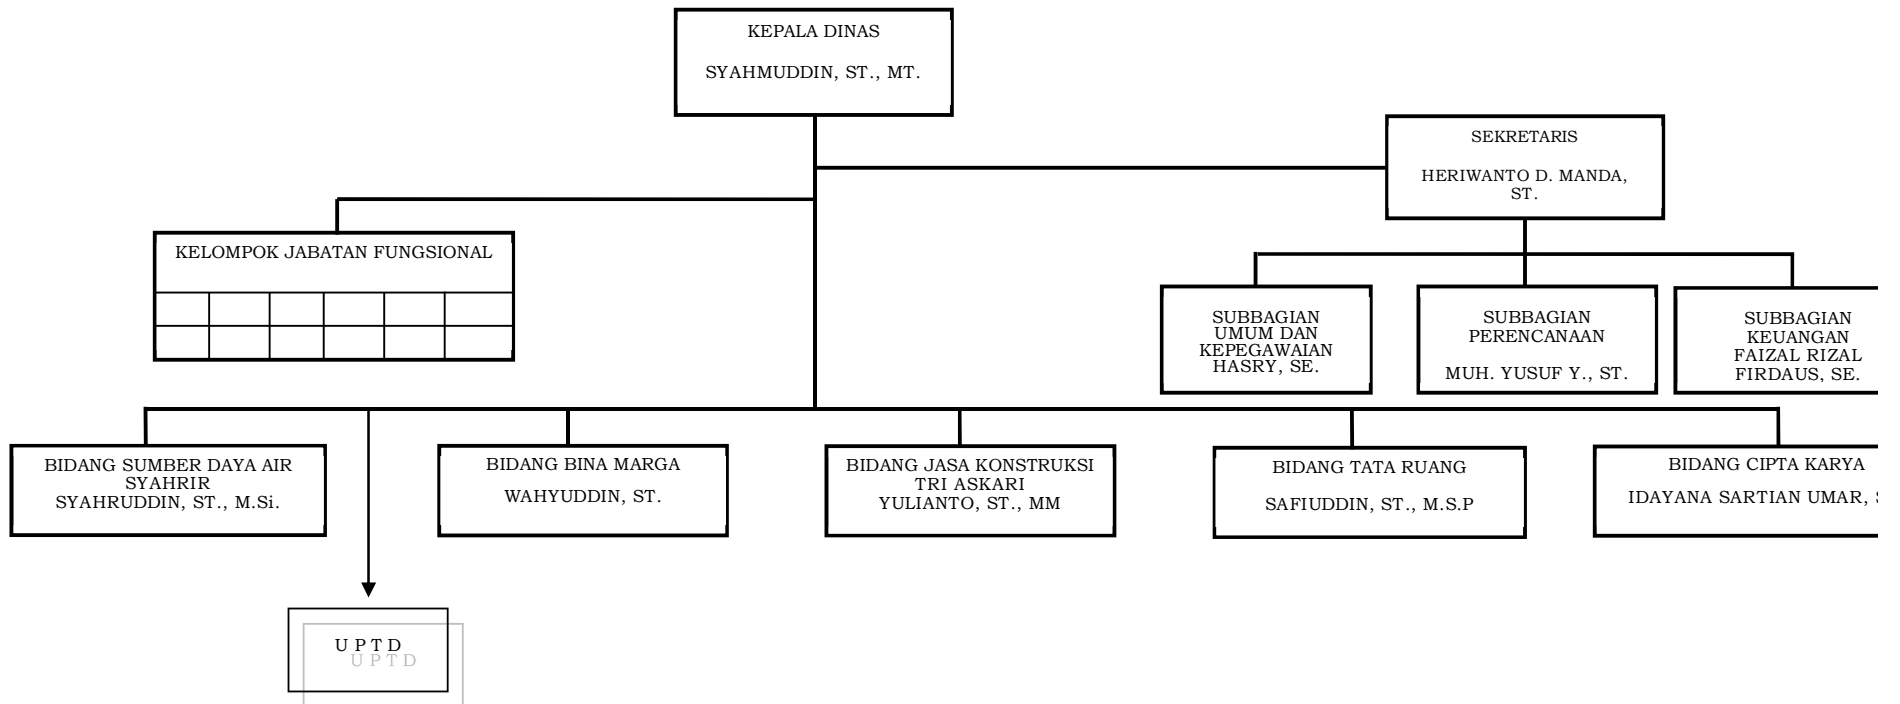 KEPALA DINAS
SYAHMUDDIN, ST., MT.
SEKRETARIS
HERIWANTO D. MANDA,
ST.
KELOMPOK JABATAN FUNGSIONAL
SUBBAGIAN
UMUM DAN
KEPEGAWAIAN
HASRY, SE.
SUBBAGIAN
PERENCANAAN
MUH. YUSUF Y., ST.
SUBBAGIAN
KEUANGAN
FAIZAL RIZAL
FIRDAUS, SE.
BIDANG SUMBER DAYA AIR
SYAHRIR
SYAHRUDDIN, ST., M.Si.
BIDANG BINA MARGA
WAHYUDDIN, ST.
BIDANG JASA KONSTRUKSI
TRI ASKARI
YULIANTO, ST., MM
BIDANG TATA RUANG
SAFIUDDIN, ST., M.S.P
BIDANG CIPTA KARYA
IDAYANA SARTIAN UMAR,
U P T D
U P T D